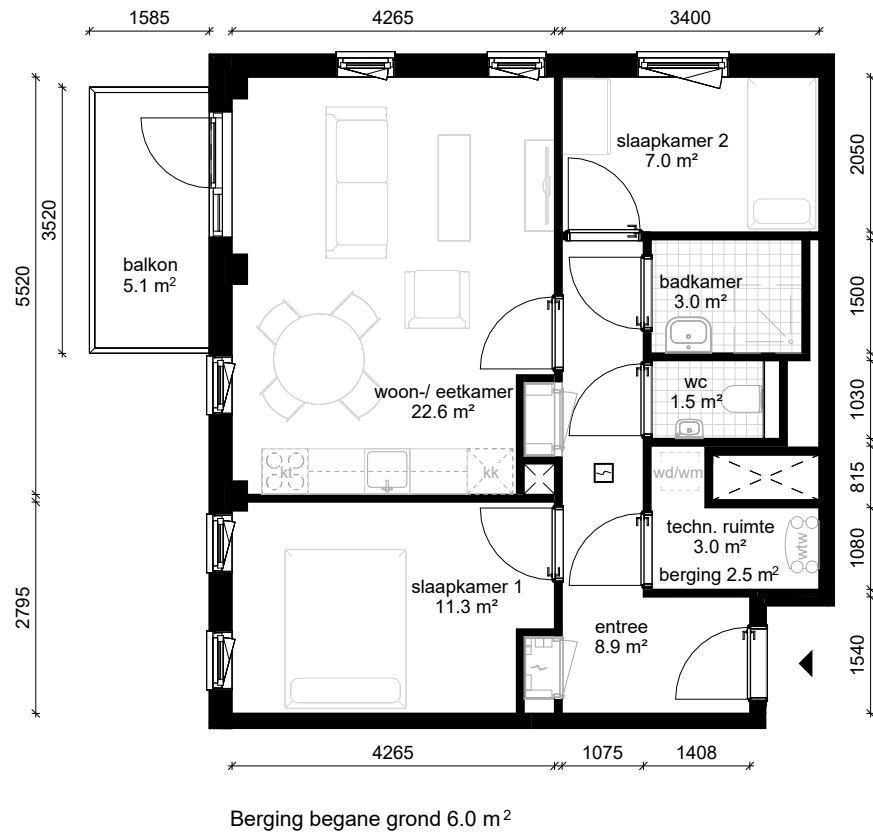 1585
4265
3400
slaapkamer 2
7.0 m²
2050
3520
5520
balkon
5.1 m²
badkamer
3.0 m²
1500
woon-/ eetkamer
22.6 m²
wc
1.5 m²
1030
kt
kk
wd/wm
815
techn. ruimte
3.0 m²
berging 2.5 m²
wtw
1080
slaapkamer 1
11.3 m²
2795
entree
8.9 m²
1540
4265
1075
1408
Berging begane grond 6.0 m²